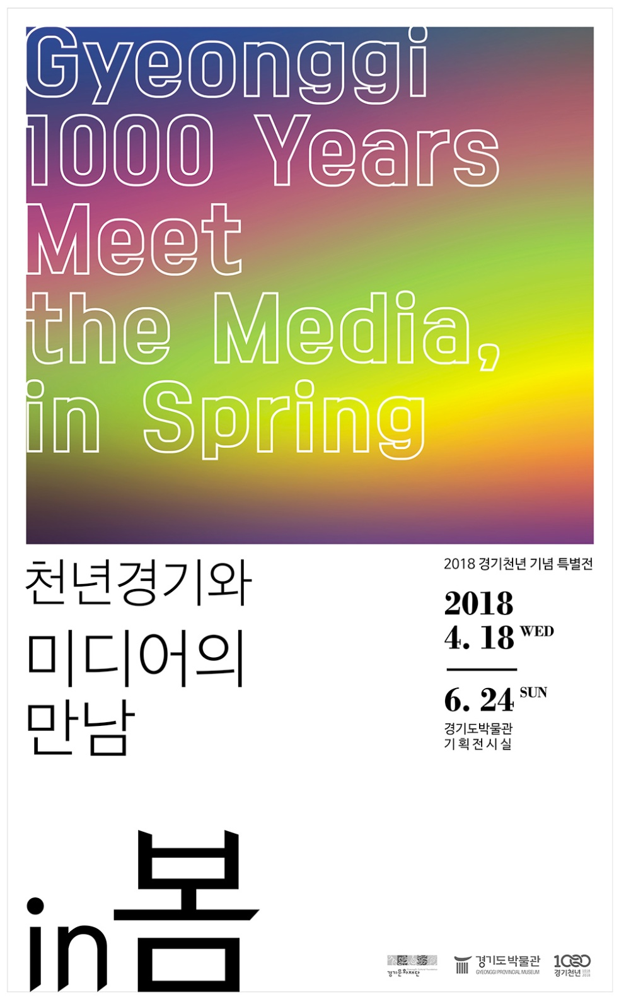 Gyeonggi
1000 Years
Meet
the Media,
in Spring
천년경기와
미디어의
만남
in봄
2018 경기천년 기념 특별전
2018
4. 18 WED
6. 24 SUN
경기도박물관
기획전시실
경기문화재단
경기도박물관
GYEONGGI PROVINCIAL MUSEUM
1000
경기천년 1018 2018